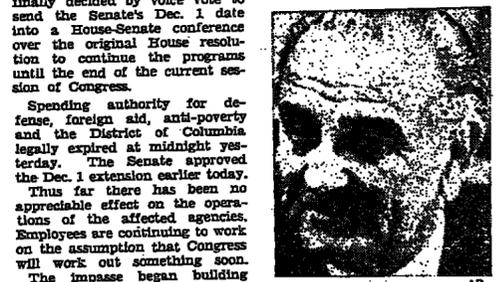 finally decided by voice vote to
send the Senate's Dec. 1 date
into a House-Senate conference
over the original House resolu-
tion to continue the programs
until the end of the current ses-
sion of Congress.
Spending authority for de-
fense, foreign aid, anti-poverty
and the District of Columbia
legally expired at midnight yes-
terday. The Senate approved
the Dec. 1 extension earlier today.
Thus far there has been no
appreciable effect on the opera-
tions of the affected agencies.
Employees are continuing to work
on the assumption that Congress
will work out something soon.
The impasse began building
AP